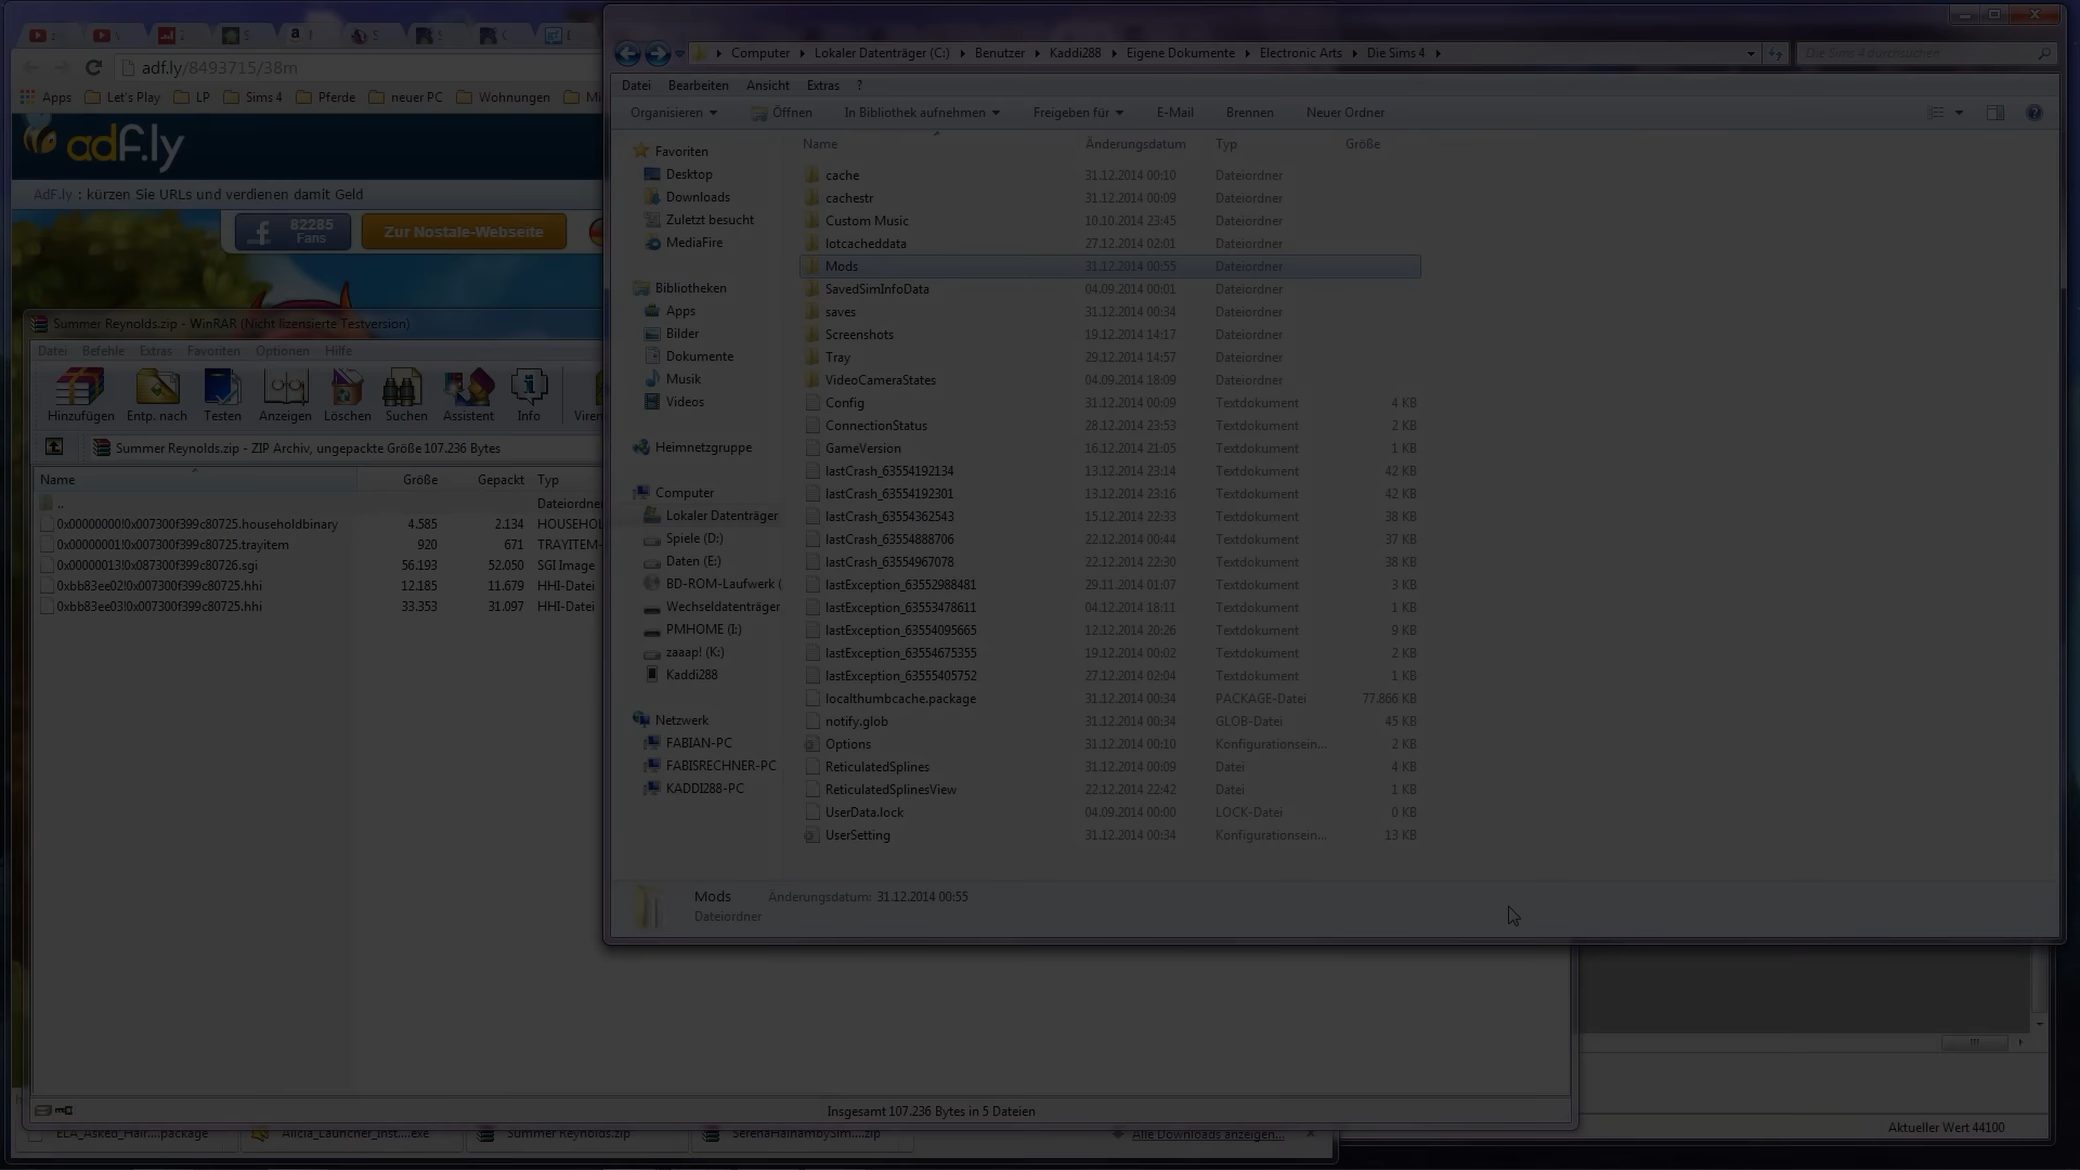 adf.ly/8493715/38m
Apps Let's Play LP Sims 4 Pferde neuer PC Wohnungen
adf.ly
AdF.ly : kürzen Sie URLs und verdienen damit Geld
82285
Fans
Zur Nostale-Webseite
Summer Reynolds.zip - WinRAR (Nicht lizensierte Testversion)
Datei Befehle Extras Favoriten Optionen Hilfe
Hinzufügen Entp. nach Testen Anzeigen Löschen Suchen Assistent Info
Summer Reynolds.zip - ZIP Archiv, ungepackte Größe 107.236 Bytes
Name Größe Gepackt Typ
.. Dateiordner
0x00000000!0x007300f399c80725.householdbinary 4.585 2.134
0x00000001!0x007300f399c80725.trayitem 920 671
0x00000013!0x087300f399c80726.sgi 56.193 52.050 SGI Image
0xbb83ee02!0x007300f399c80725.hhi 12.185 11.679 HHI-Datei
0xbb83ee03!0x007300f399c80725.hhi 33.353 31.097 HHI-Datei
Insgesamt 107.236 Bytes in 5 Dateien
ELA_Asked_Hair....package Alicia_Launcher_Inst....exe Summer Reynolds.zip SerenaHainambySim....zip Alle Downloads anzeigen...
Computer Lokaler Datenträger (C:) Benutzer Kaddi288 Eigene Dokumente Electronic Arts Die Sims 4
Die Sims 4 durchsuchen
Datei Bearbeiten Ansicht Extras ?
Organisieren Öffnen In Bibliothek aufnehmen Freigeben für E-Mail Brennen Neuer Ordner
Favoriten
Desktop
Downloads
Zuletzt besucht
MediaFire
Bibliotheken
Apps
Bilder
Dokumente
Musik
Videos
Heimnetzgruppe
Computer
Lokaler Datenträger
Spiele (D:)
Daten (E:)
BD-ROM-Laufwerk (
Wechseldatenträger
PMHOME (I:)
zaaap! (K:)
Kaddi288
Netzwerk
FABIAN-PC
FABISRECHNER-PC
KADDI288-PC
Name Änderungsdatum Typ Größe
cache 31.12.2014 00:10 Dateiordner
cachestr 31.12.2014 00:09 Dateiordner
Custom Music 10.10.2014 23:45 Dateiordner
lotcacheddata 27.12.2014 02:01 Dateiordner
Mods 31.12.2014 00:55 Dateiordner
SavedSimInfoData 04.09.2014 00:01 Dateiordner
saves 31.12.2014 00:34 Dateiordner
Screenshots 19.12.2014 14:17 Dateiordner
Tray 29.12.2014 14:57 Dateiordner
VideoCameraStates 04.09.2014 18:09 Dateiordner
Config 31.12.2014 00:09 Textdokument 4 KB
ConnectionStatus 28.12.2014 23:53 Textdokument 2 KB
GameVersion 16.12.2014 21:05 Textdokument 1 KB
lastCrash_63554192134 13.12.2014 23:14 Textdokument 42 KB
lastCrash_63554192301 13.12.2014 23:16 Textdokument 42 KB
lastCrash_63554362543 15.12.2014 22:33 Textdokument 38 KB
lastCrash_63554888706 22.12.2014 00:44 Textdokument 37 KB
lastCrash_63554967078 22.12.2014 22:30 Textdokument 38 KB
lastException_63552988481 29.11.2014 01:07 Textdokument 3 KB
lastException_63553478611 04.12.2014 18:11 Textdokument 1 KB
lastException_63554095665 12.12.2014 20:26 Textdokument 9 KB
lastException_63554675355 19.12.2014 00:02 Textdokument 2 KB
lastException_63555405752 27.12.2014 02:04 Textdokument 1 KB
localthumbcache.package 31.12.2014 00:34 PACKAGE-Datei 77.866 KB
notify.glob 31.12.2014 00:34 GLOB-Datei 45 KB
Options 31.12.2014 00:10 Konfigurationsein... 2 KB
ReticulatedSplines 31.12.2014 00:09 Datei 4 KB
ReticulatedSplinesView 22.12.2014 22:42 Datei 1 KB
UserData.lock 04.09.2014 00:00 LOCK-Datei 0 KB
UserSetting 31.12.2014 00:34 Konfigurationsein... 13 KB
Mods Änderungsdatum: 31.12.2014 00:55
Dateiordner
Aktueller Wert 44100